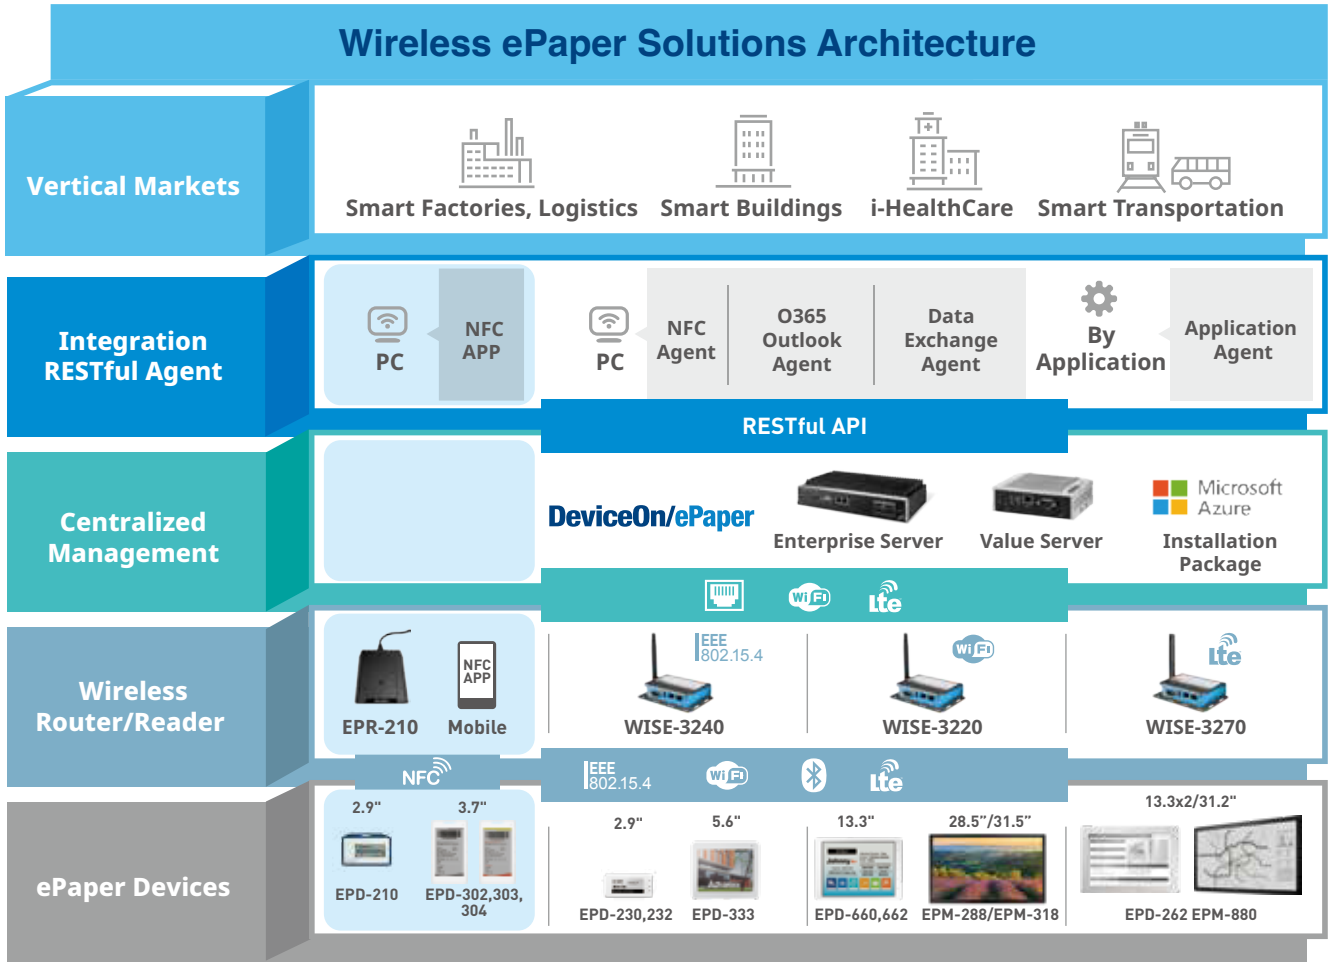 Wireless ePaper Solutions Architecture
Vertical Markets
Smart Factories, Logistics
Smart Buildings
i-HealthCare
Smart Transportation
Integration
RESTful Agent
PC
NFC
APP
PC
NFC
Agent
O365
Outlook
Agent
Data
Exchange
Agent
By
Application
Application
Agent
RESTful API
Centralized
Management
DeviceOn/ePaper
Enterprise Server
Value Server
Microsoft
Azure
Installation
Package
WiFi
Lte
Wireless
Router/Reader
EPR-210
NFC
APP
Mobile
IEEE
802.15.4
WISE-3240
WiFi
WISE-3220
Lte
WISE-3270
NFC
IEEE
802.15.4
WiFi
Lte
ePaper Devices
2.9"
EPD-210
3.7"
EPD-302,303,
304
2.9"
EPD-230,232
5.6"
Advantech
EPD-333
13.3"
Johnny
EPD-660,662
28.5"/31.5"
EPM-288/EPM-318
13.3x2/31.2"
EPD-262 EPM-880